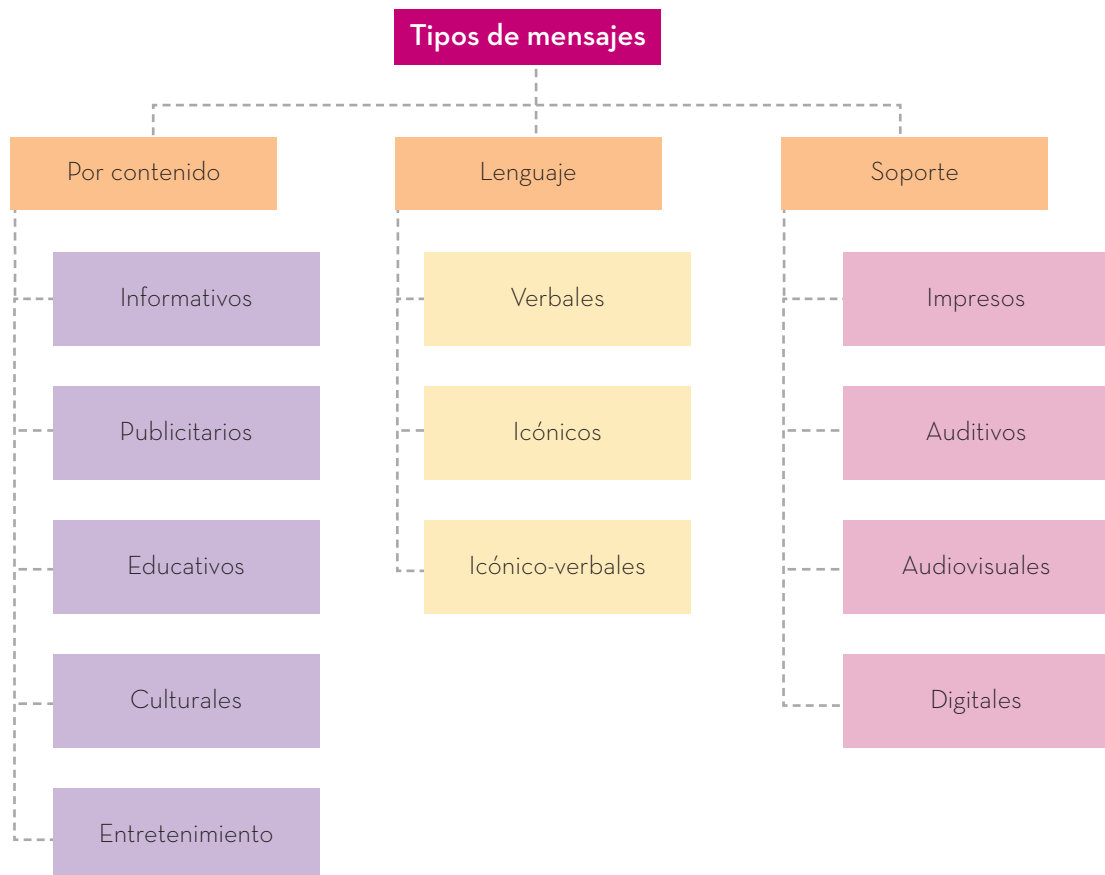 Tipos de mensajes
Por contenido
Informativos
Publicitarios
Educativos
Culturales
Entretenimiento
Lenguaje
Verbales
Icónicos
Icónico-verbales
Soporte
Impresos
Auditivos
Audiovisuales
Digitales